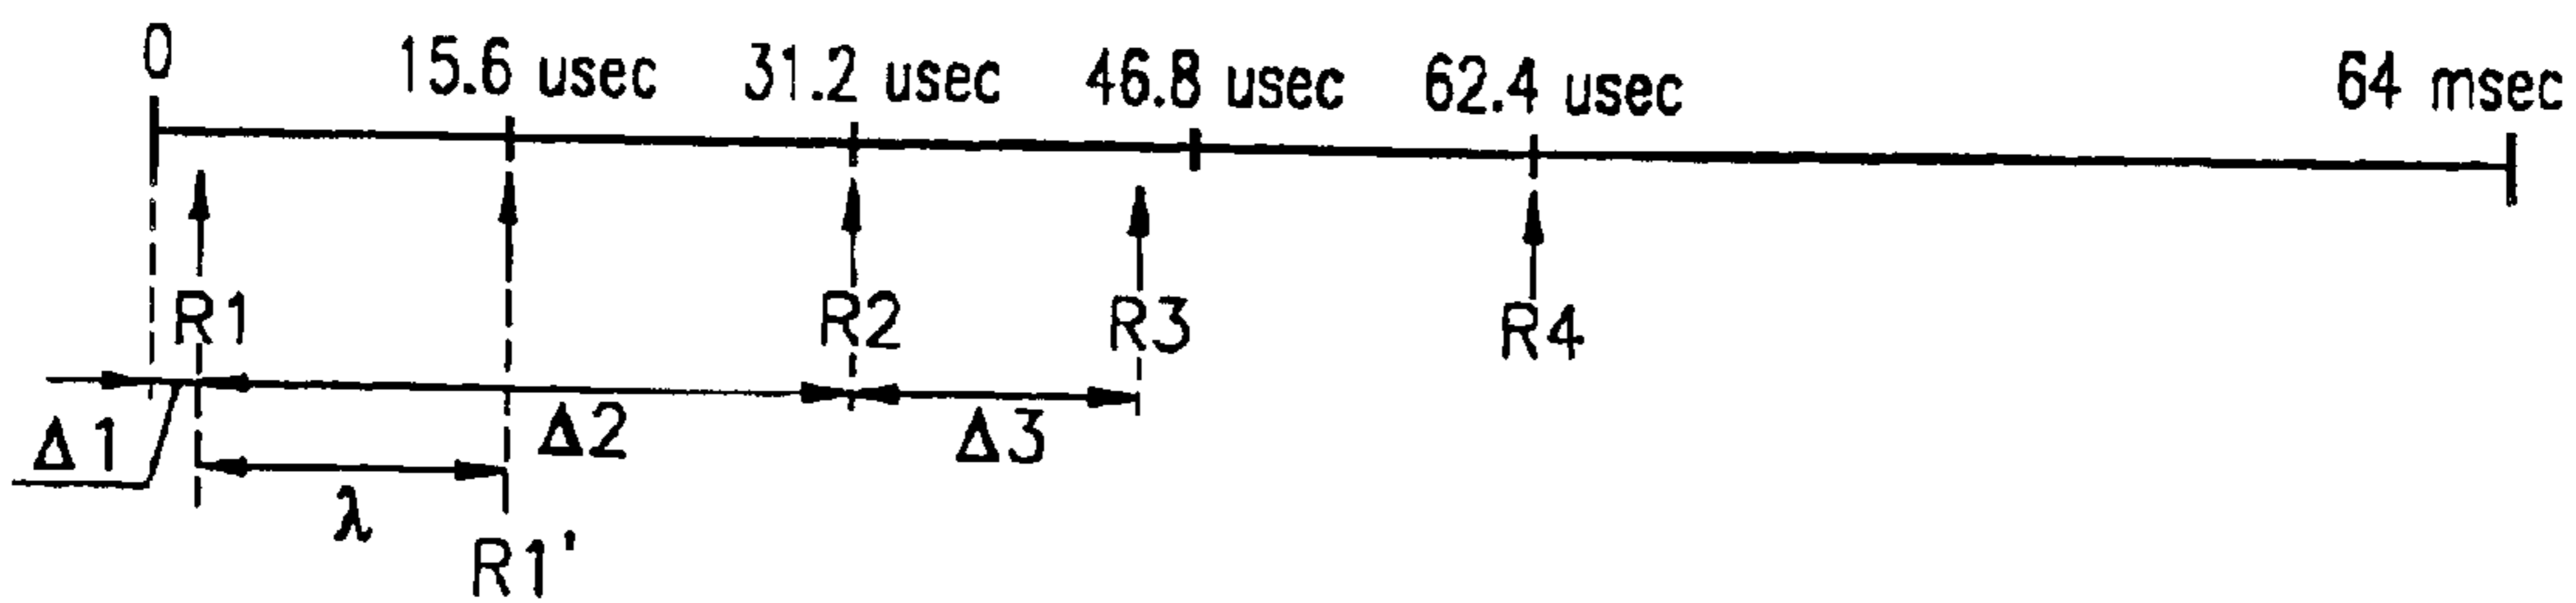 0 15.6 usec 31.2 usec 46.8 usec 62.4 usec 64 msec
R1 R2 R3 R4
Δ1 Δ2 Δ3
λ
R1'